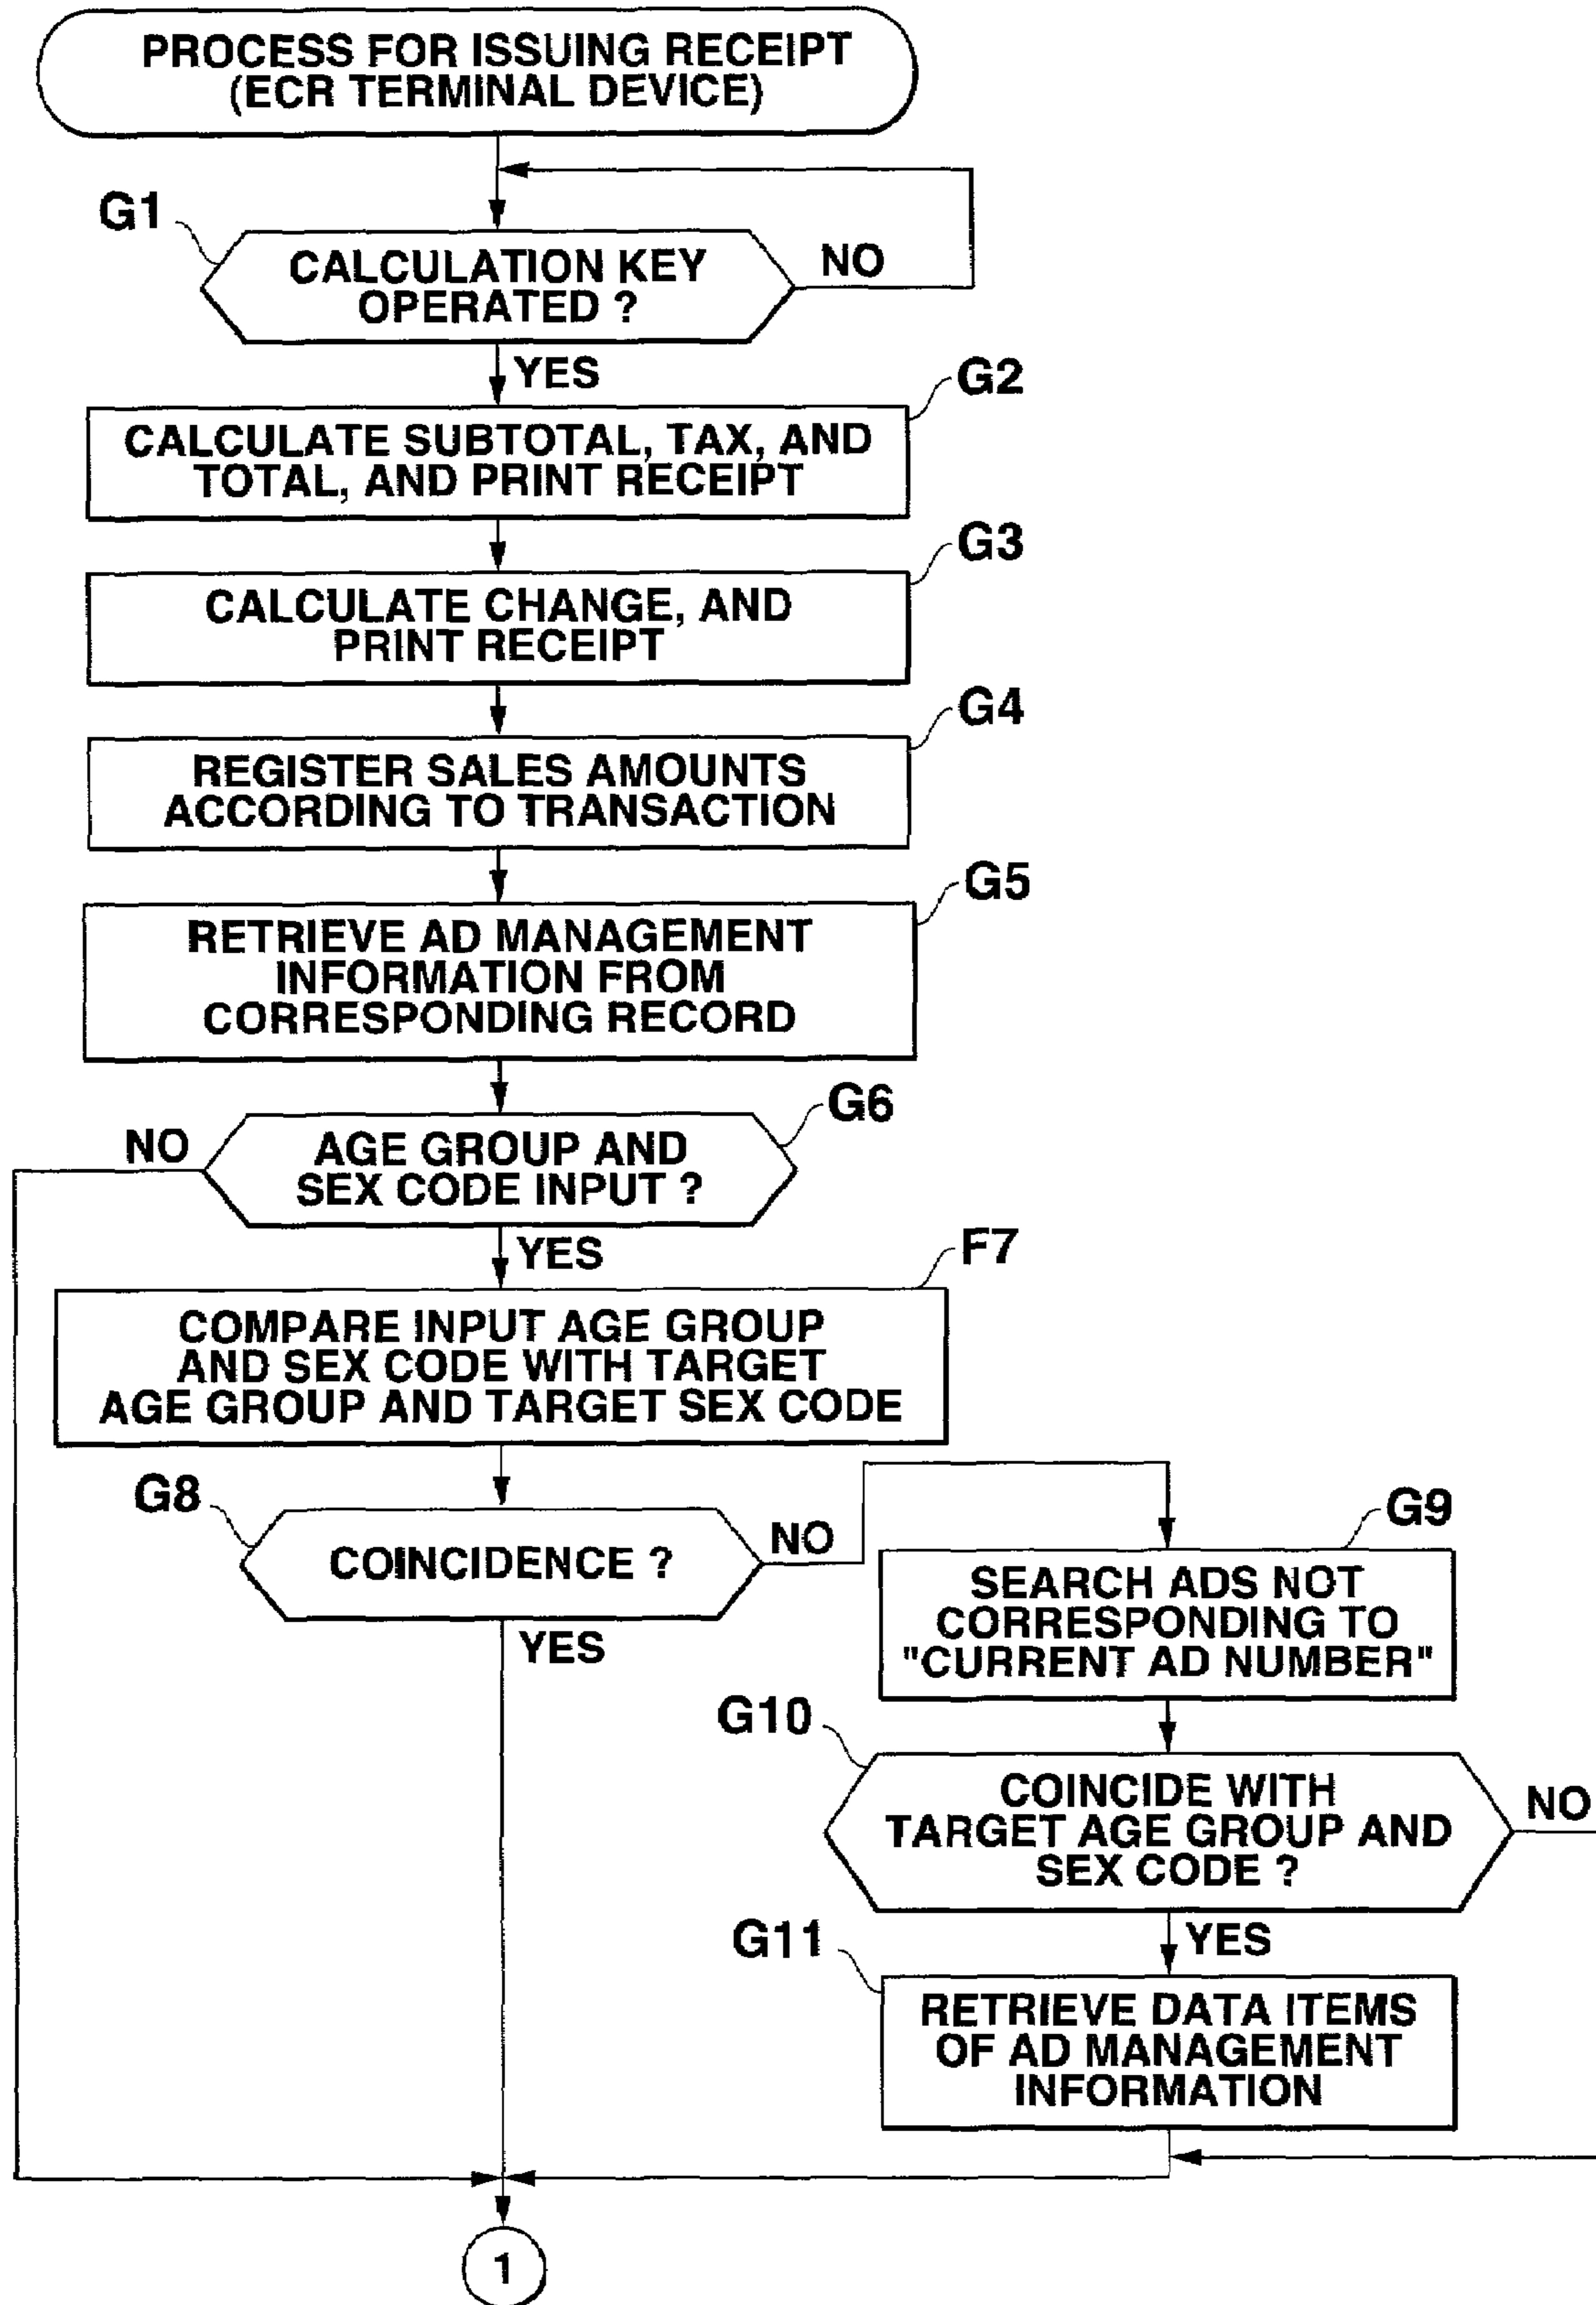 PROCESS FOR ISSUING RECEIPT
(ECR TERMINAL DEVICE)
G1
CALCULATION KEY
OPERATED ?
NO
YES
G2
CALCULATE SUBTOTAL, TAX, AND
TOTAL, AND PRINT RECEIPT
G3
CALCULATE CHANGE, AND
PRINT RECEIPT
G4
REGISTER SALES AMOUNTS
ACCORDING TO TRANSACTION
G5
RETRIEVE AD MANAGEMENT
INFORMATION FROM
CORRESPONDING RECORD
G6
NO
AGE GROUP AND
SEX CODE INPUT ?
YES
F7
COMPARE INPUT AGE GROUP
AND SEX CODE WITH TARGET
AGE GROUP AND TARGET SEX CODE
G8
COINCIDENCE ?
NO
YES
G9
SEARCH ADS NOT
CORRESPONDING TO
"CURRENT AD NUMBER"
G10
COINCIDE WITH
TARGET AGE GROUP AND
SEX CODE ?
NO
YES
G11
RETRIEVE DATA ITEMS
OF AD MANAGEMENT
INFORMATION
1